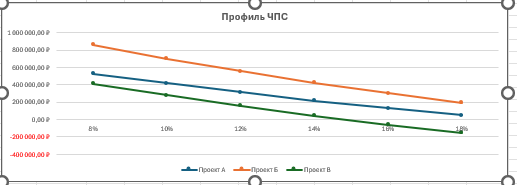 Профиль ЧПС
1 000 000,00 ₽
800 000,00 ₽
600 000,00 ₽
400 000,00 ₽
200 000,00 ₽
0,00 ₽
8% 10% 12% 14% 16% 18%
-200 000,00 ₽
-400 000,00 ₽
Проект А Проект Б Проект В